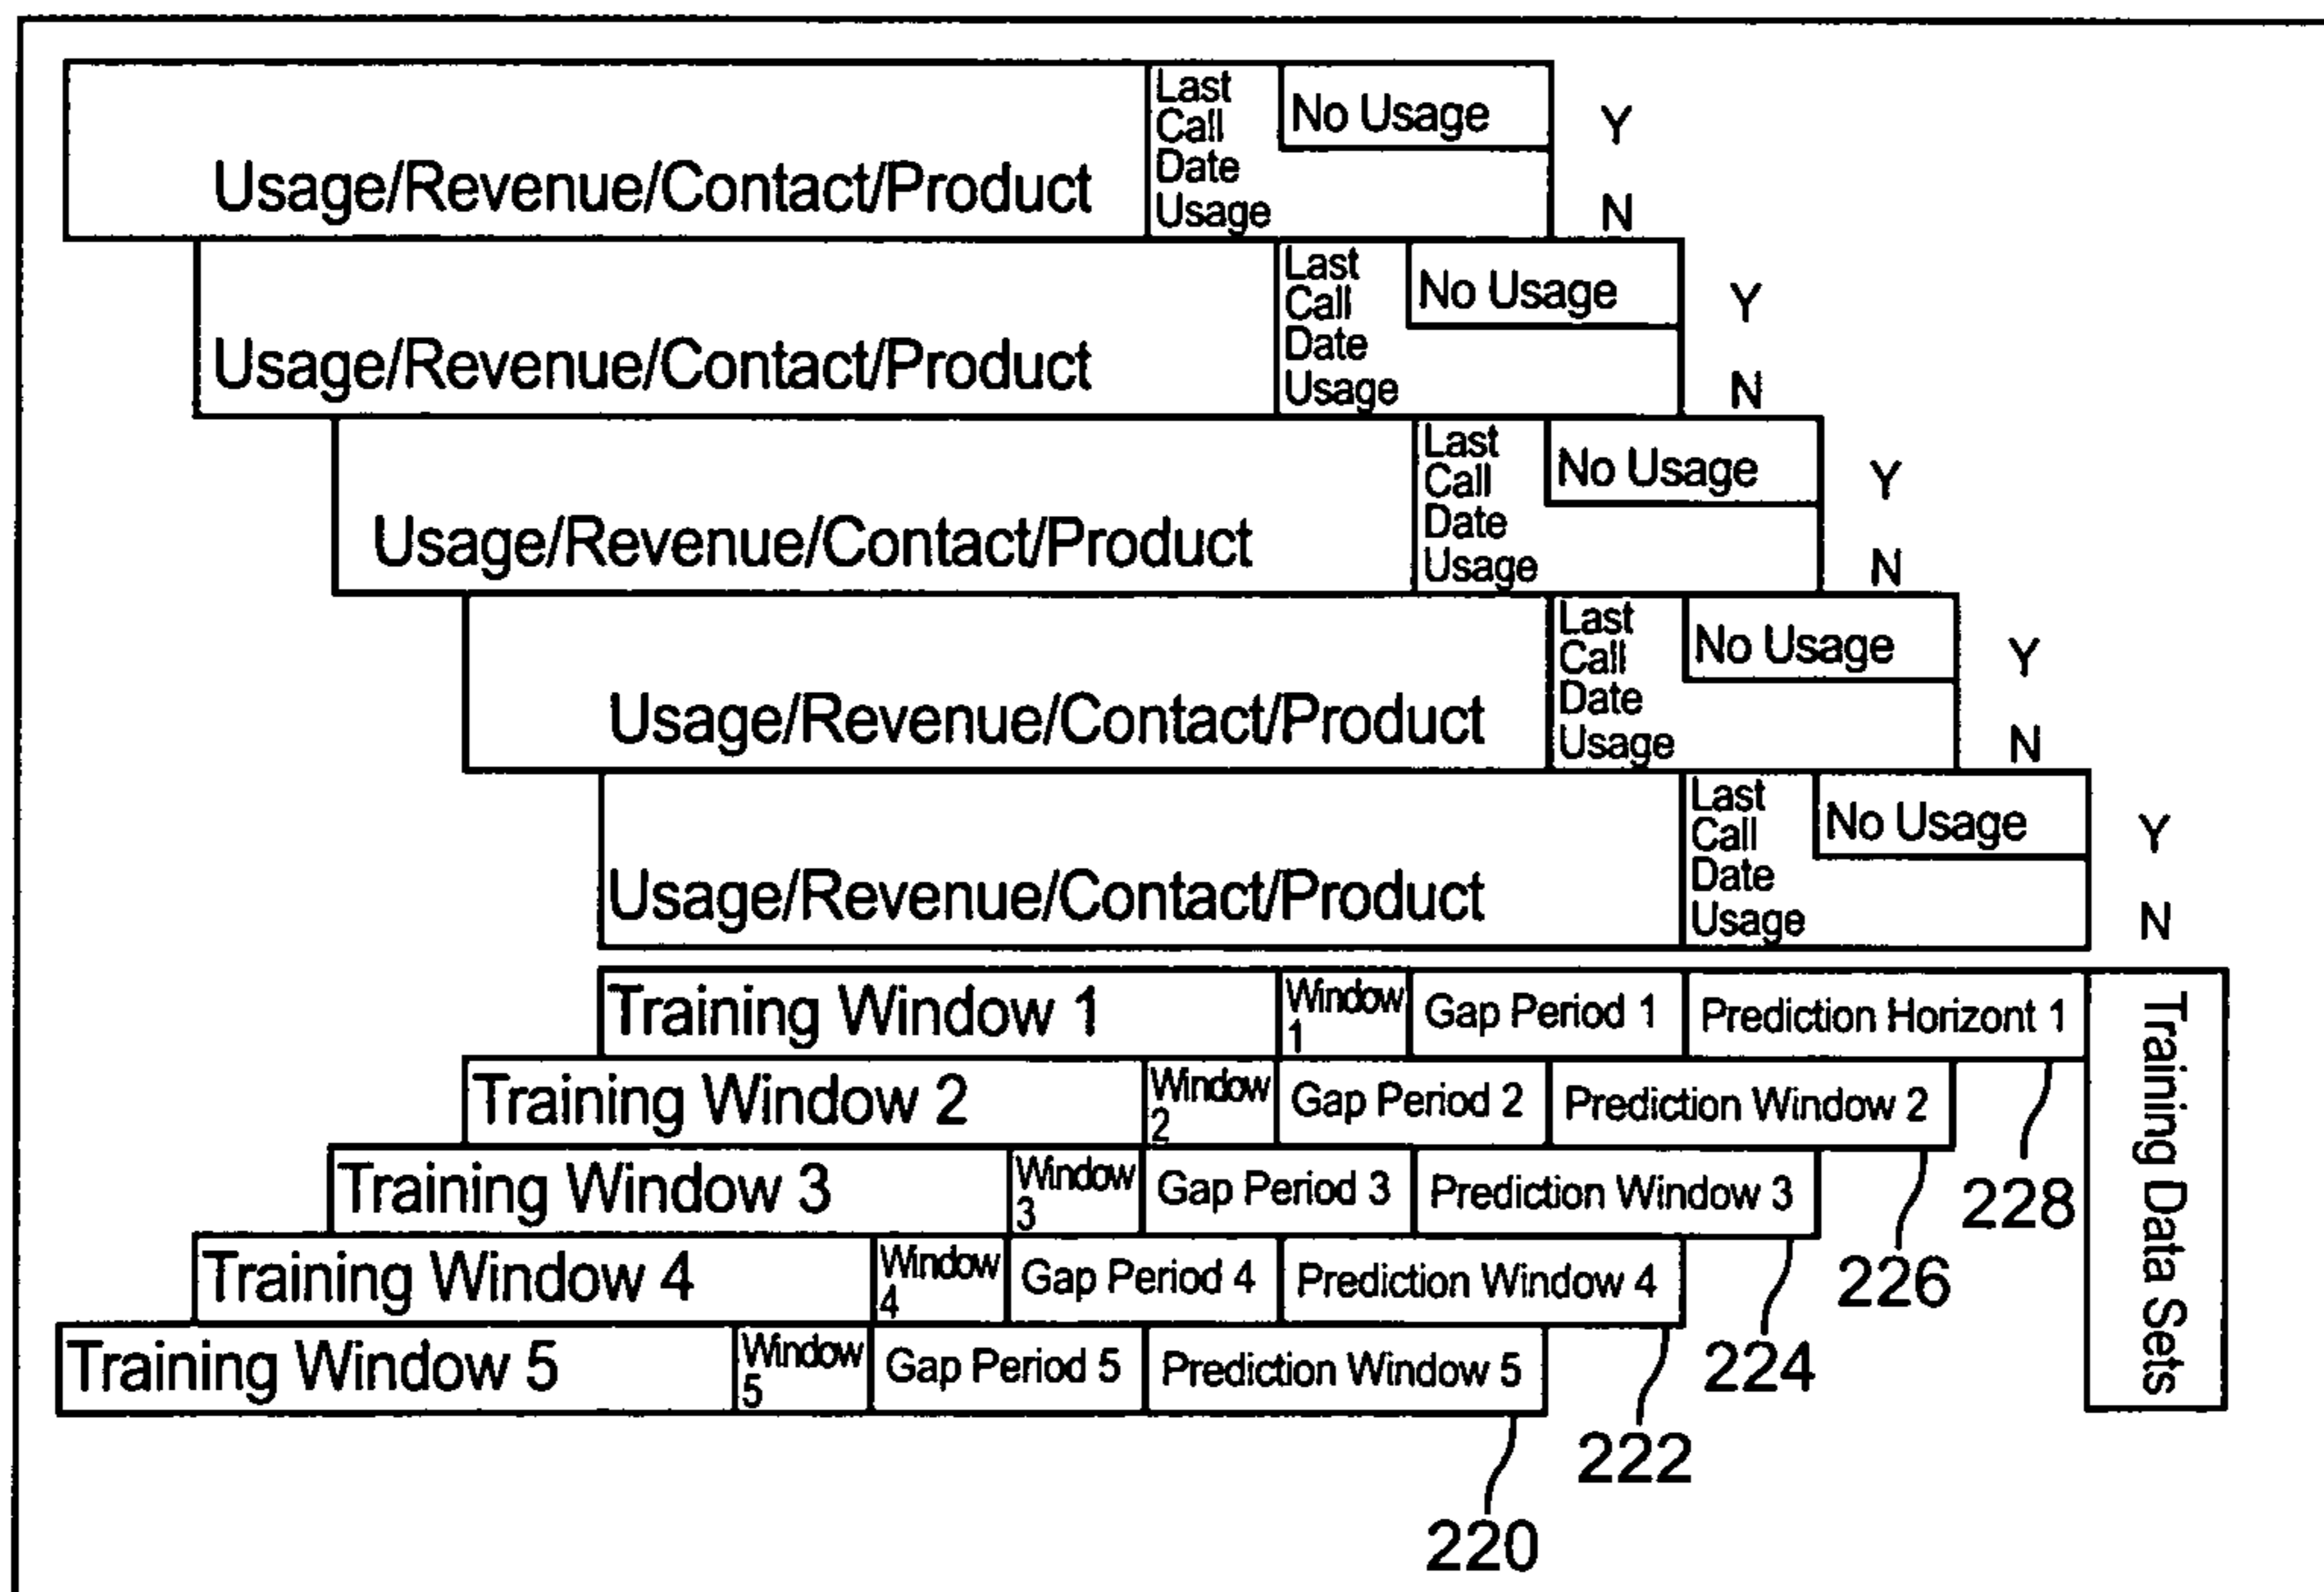 Last
Call
Date
Usage
No Usage
Y
Usage/Revenue/Contact/Product
N
Last
Call
Date
Usage
No Usage
Y
Usage/Revenue/Contact/Product
N
Last
Call
Date
Usage
No Usage
Y
Usage/Revenue/Contact/Product
N
Last
Call
Date
Usage
No Usage
Y
Usage/Revenue/Contact/Product
N
Last
Call
Date
Usage
No Usage
Y
Usage/Revenue/Contact/Product
N
Training Window 1
Window
1
Gap Period 1
Prediction Horizont 1
Training Window 2
Window
2
Gap Period 2
Prediction Window 2
Training Window 3
Window
3
Gap Period 3
Prediction Window 3
Training Window 4
Window
4
Gap Period 4
Prediction Window 4
Training Window 5
Window
5
Gap Period 5
Prediction Window 5
Training Data Sets
228
226
224
222
220